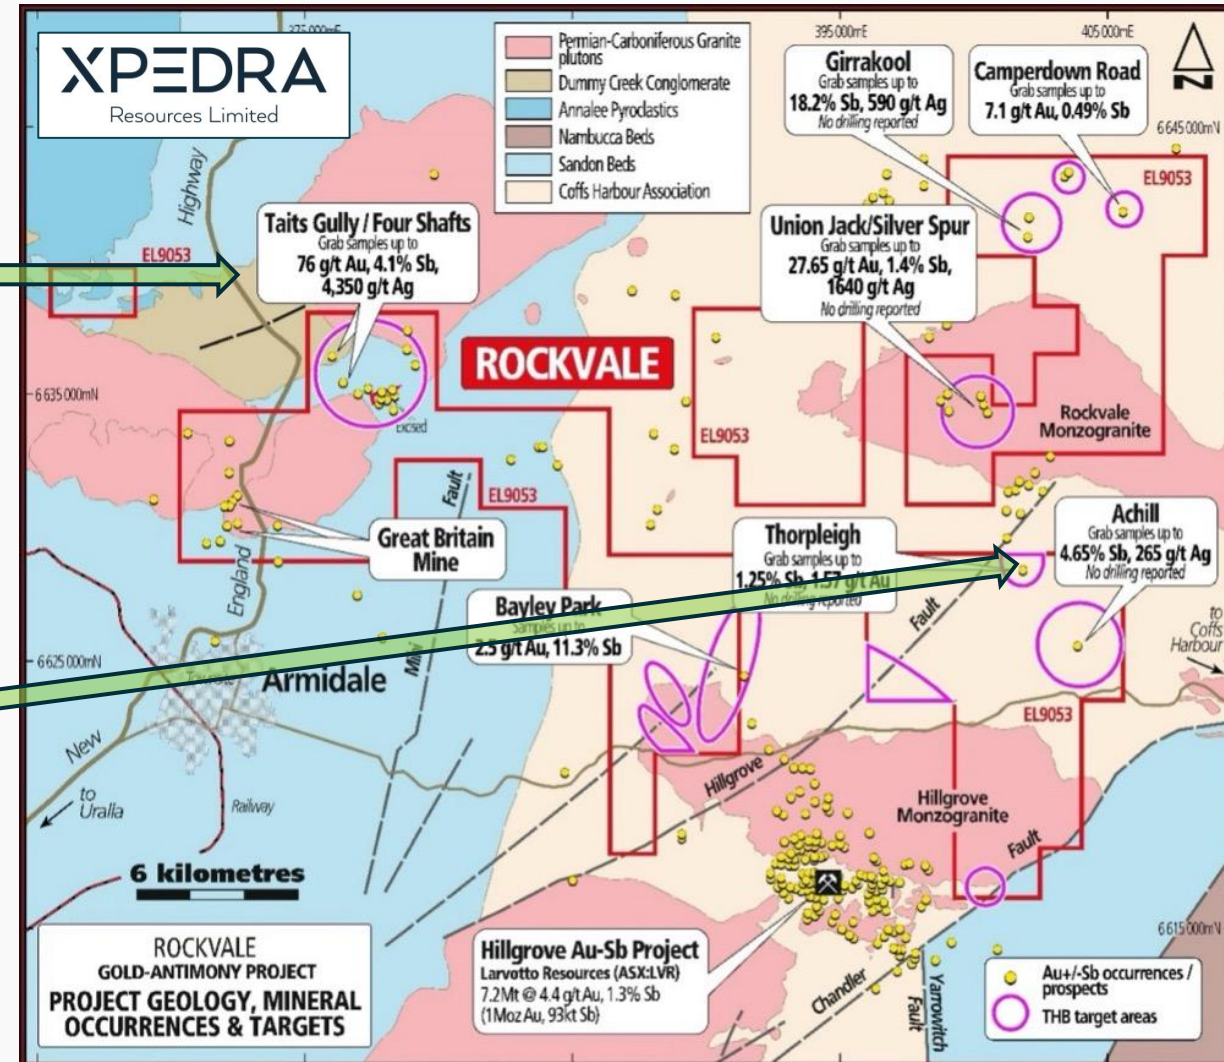 XPEDRA
Resources Limited
375 000mE
395 000mE
405 000mE
N
Permian-Carboniferous Granite
plutons
Dummy Creek Conglomerate
Annalee Pyroclastics
Nambucca Beds
Sandon Beds
Coffs Harbour Association
Girrakool
Grab samples up to
18.2% Sb, 590 g/t Ag
No drilling reported
Camperdown Road
Grab samples up to
7.1 g/t Au, 0.49% Sb
6 645 000mN
EL9053
Highway
EL9053
Taits Gully / Four Shafts
Grab samples up to
76 g/t Au, 4.1% Sb,
4,350 g/t Ag
Union Jack/Silver Spur
Grab samples up to
27.65 g/t Au, 1.4% Sb,
1640 g/t Ag
No drilling reported
ROCKVALE
6 635 000mN
Excised
EL9053
Rockvale
Monzogranite
Fault
EL9053
Great Britain
Mine
England
Thorpleigh
Grab samples up to
1.25% Sb, 1.57 g/t Au
No drilling reported
Achill
Grab samples up to
4.65% Sb, 265 g/t Ag
No drilling reported
Bayley Park
Samples up to
2.5 g/t Au, 11.3% Sb
Fault
to
Coffs
Harbour
6 625 000mN
Armidale
EL9053
New
Hillgrove
to
Uralla
Railway
Hillgrove
Monzogranite
Fault
6 kilometres
6 615 000mN
ROCKVALE
GOLD-ANTIMONY PROJECT
PROJECT GEOLOGY, MINERAL
OCCURRENCES & TARGETS
Hillgrove Au-Sb Project
Larvotto Resources (ASX:LVR)
7.2Mt @ 4.4 g/t Au, 1.3% Sb
(1Moz Au, 93kt Sb)
Chandler
Fault
Yarrowitch
Au+/-Sb occurrences /
prospects
THB target areas